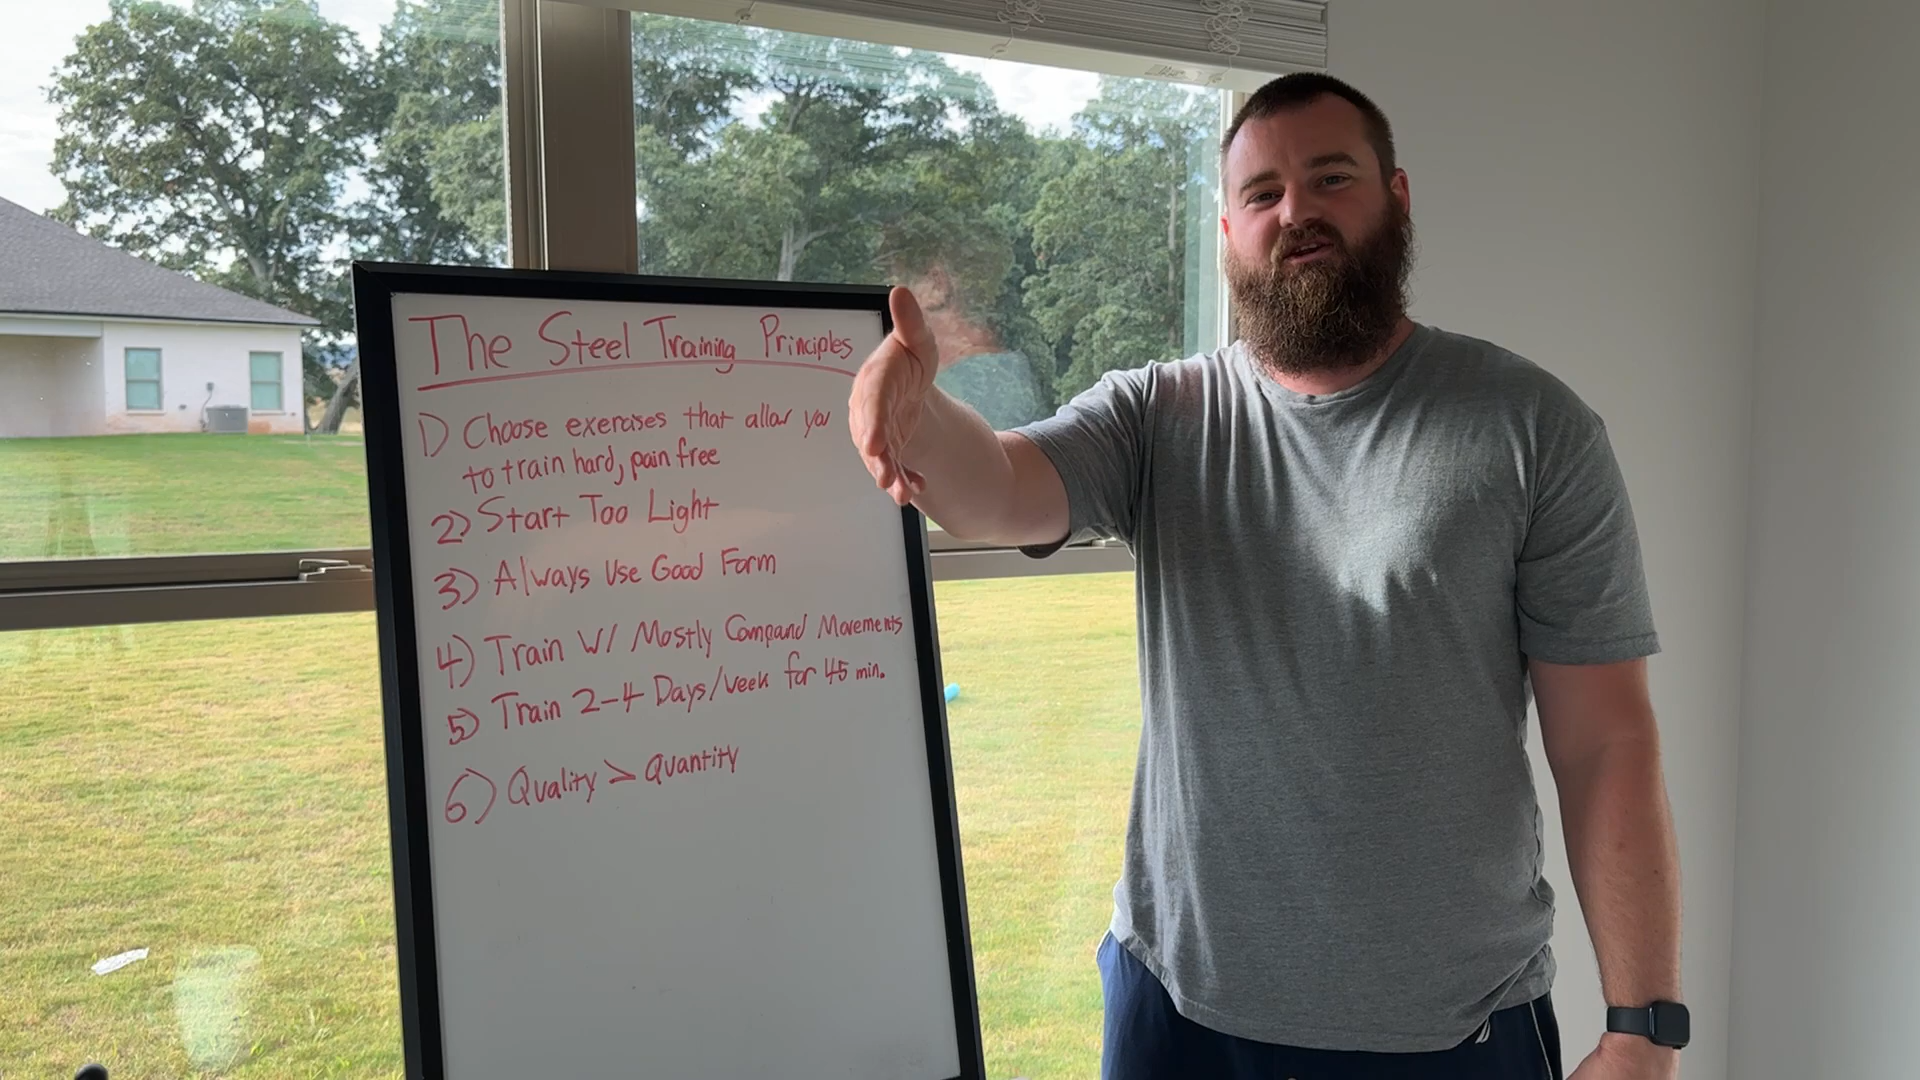 The Steel Training Principles
1) Choose exercises that allow you
to train hard, pain free
2) Start Too Light
3) Always Use Good Form
4) Train W/ Mostly Compound Movements
5) Train 2-4 Days/week for 45 min.
6) Quality > Quantity